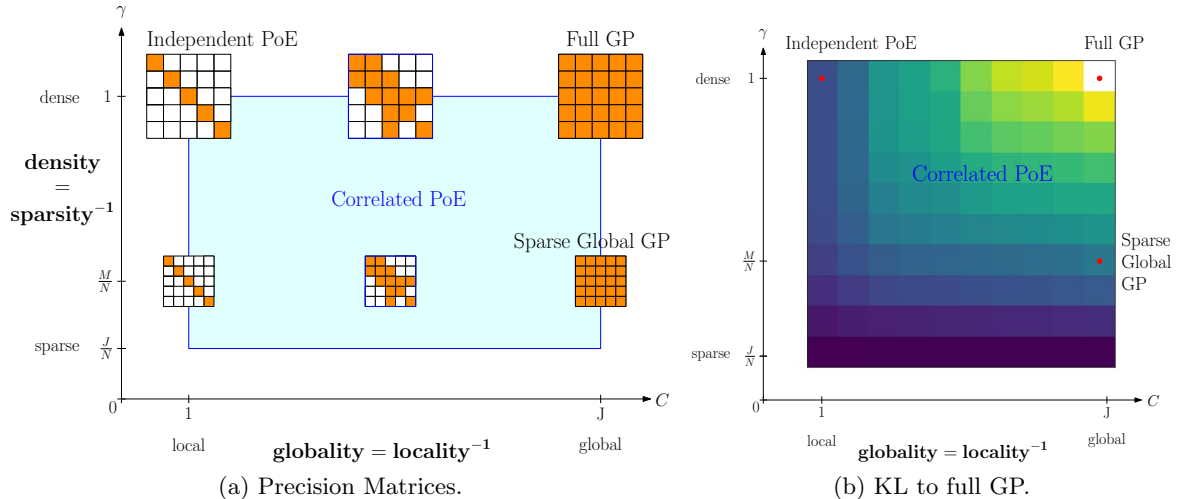 γ
Independent PoE
Full GP
dense
1
density
=
sparsity⁻¹
Correlated PoE
Sparse Global GP
M/N
sparse
J/N
0
1
J
C
local
global
globality = locality⁻¹
(a) Precision Matrices.
γ
Independent PoE
Full GP
dense
1
Correlated PoE
M/N
Sparse
Global
GP
sparse
J/N
0
1
J
C
local
global
globality = locality⁻¹
(b) KL to full GP.